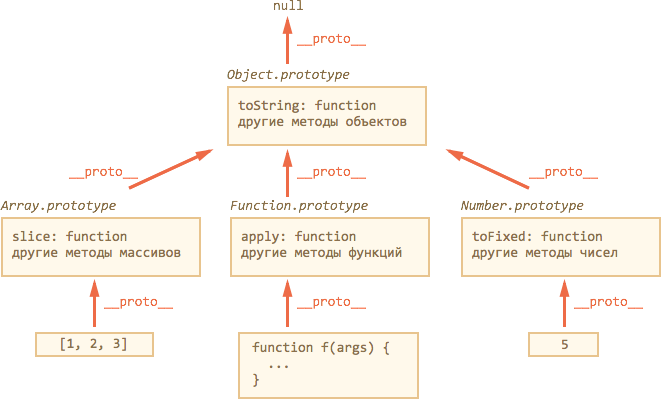 null
__proto__
Object.prototype
toString: function
другие методы объектов
__proto__
__proto__
__proto__
Array.prototype
Function.prototype
Number.prototype
slice: function
другие методы массивов
apply: function
другие методы функций
toFixed: function
другие методы чисел
__proto__
__proto__
__proto__
[1, 2, 3]
function f(args) {
...
}
5